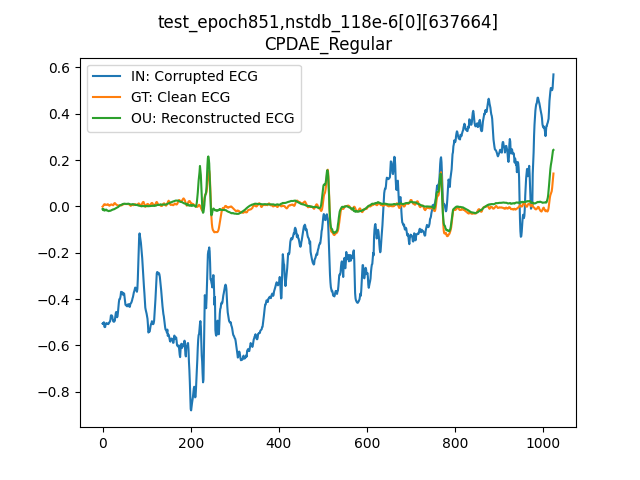 test_epoch851,nstdb_118e-6[0][637664]
CPDAE_Regular
IN: Corrupted ECG
GT: Clean ECG
OU: Reconstructed ECG
0.6
0.4
0.2
0.0
−0.2
−0.4
−0.6
−0.8
0 200 400 600 800 1000